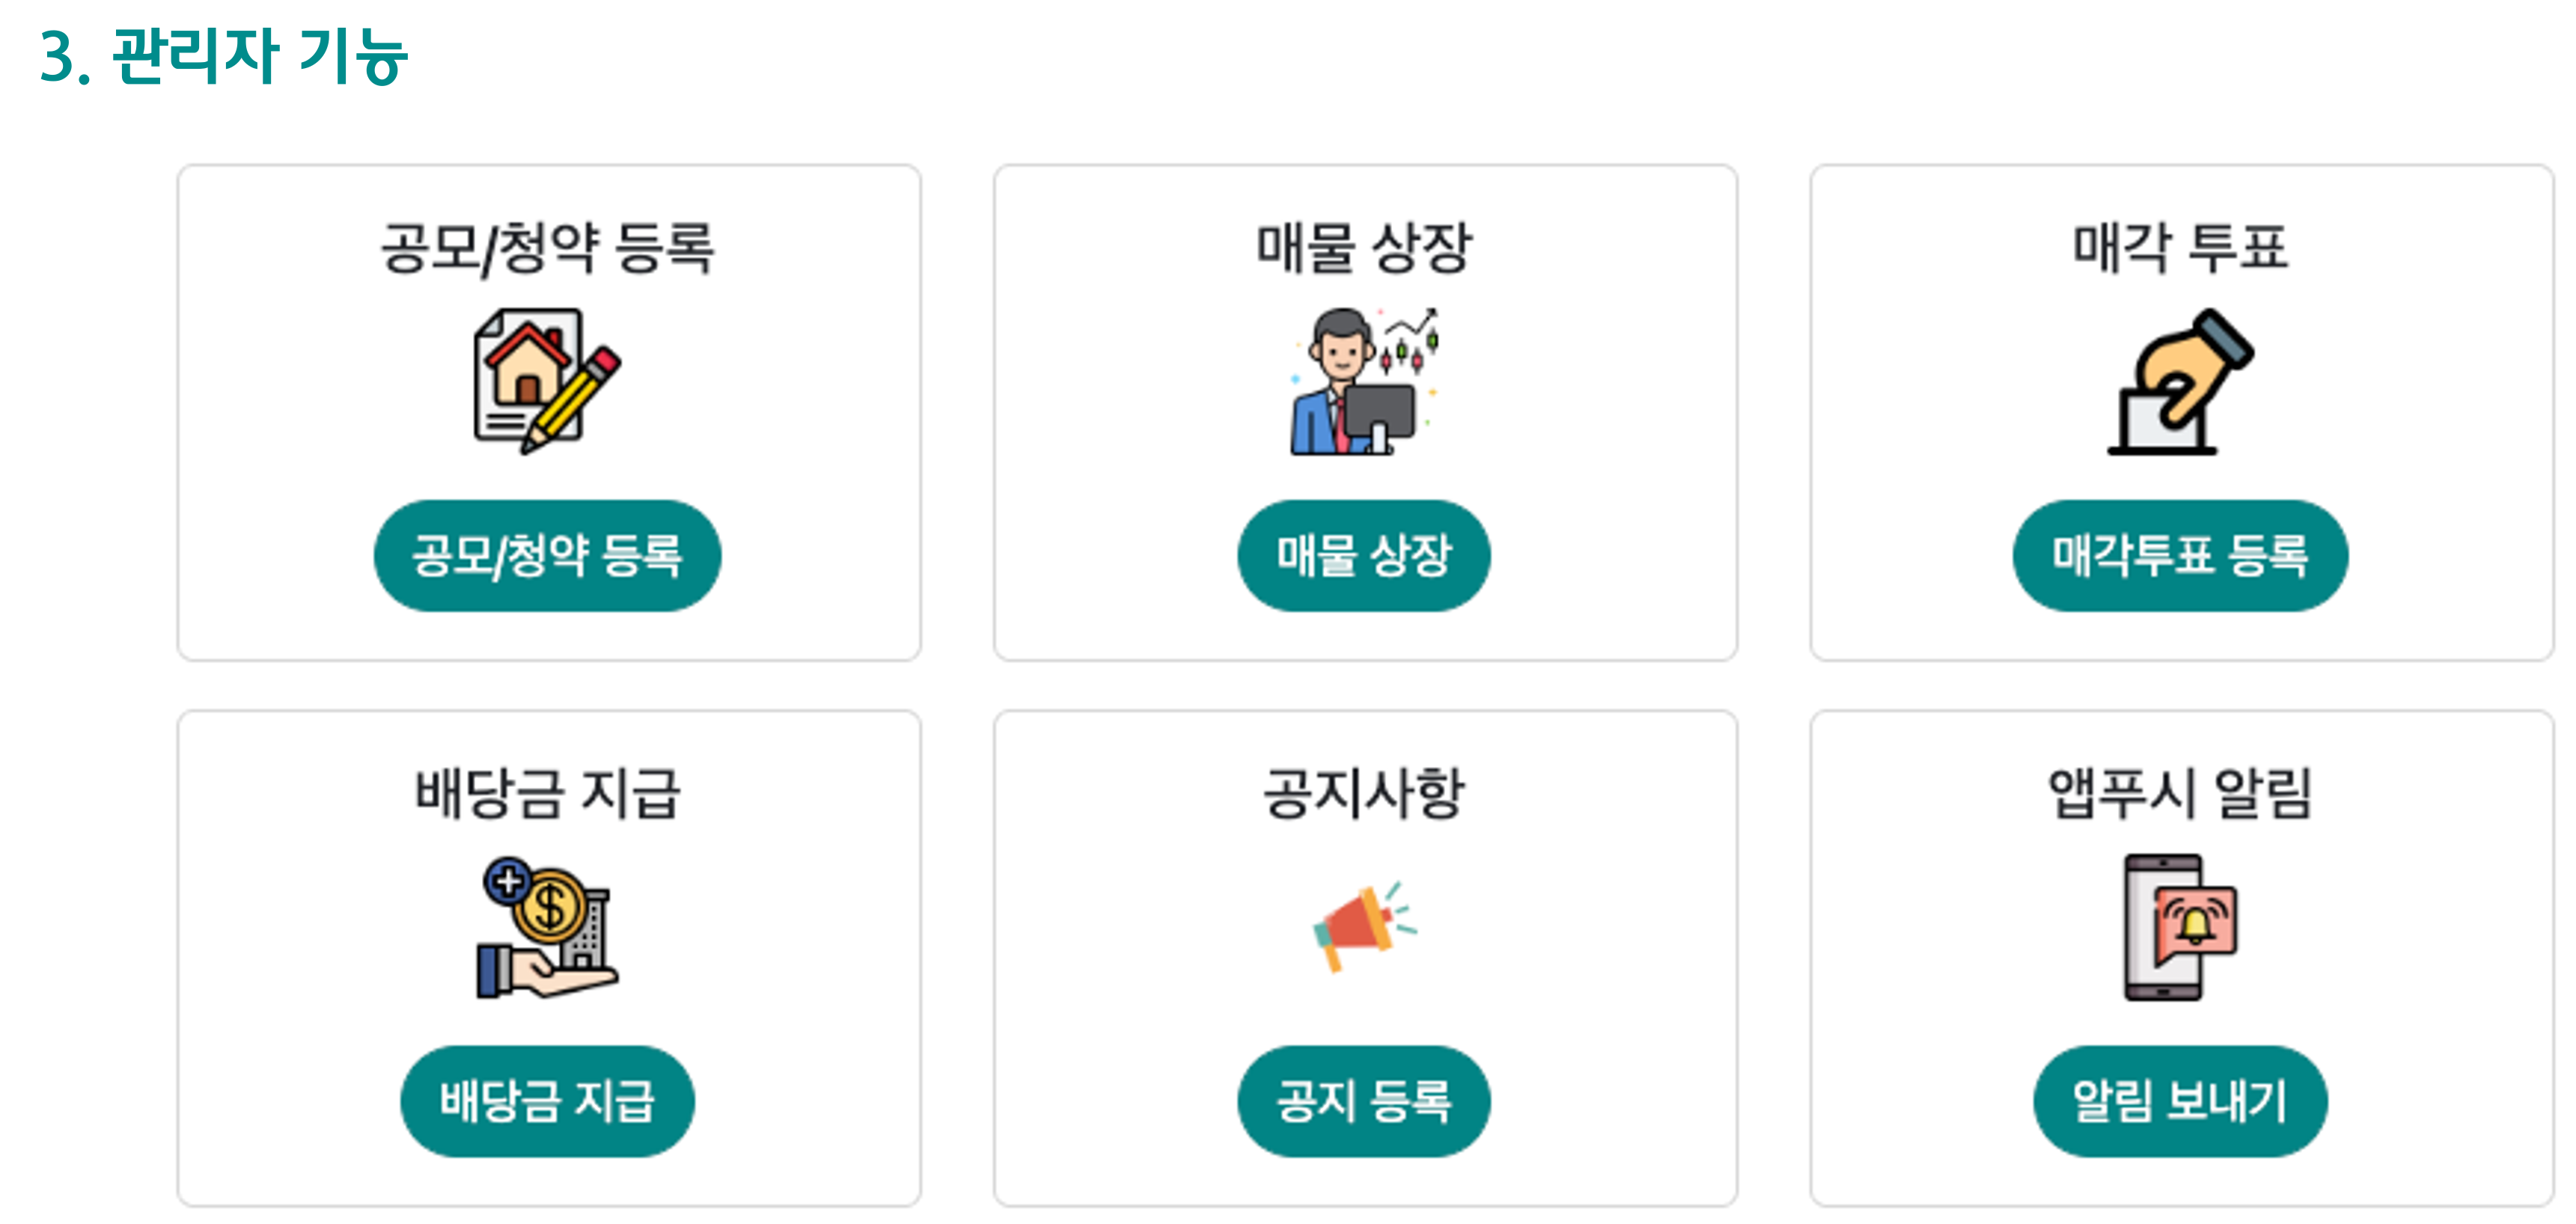 3. 관리자 기능
공모/청약 등록
공모/청약 등록
매물 상장
매물 상장
매각 투표
매각투표 등록
배당금 지급
배당금 지급
공지사항
공지 등록
앱푸시 알림
알림 보내기